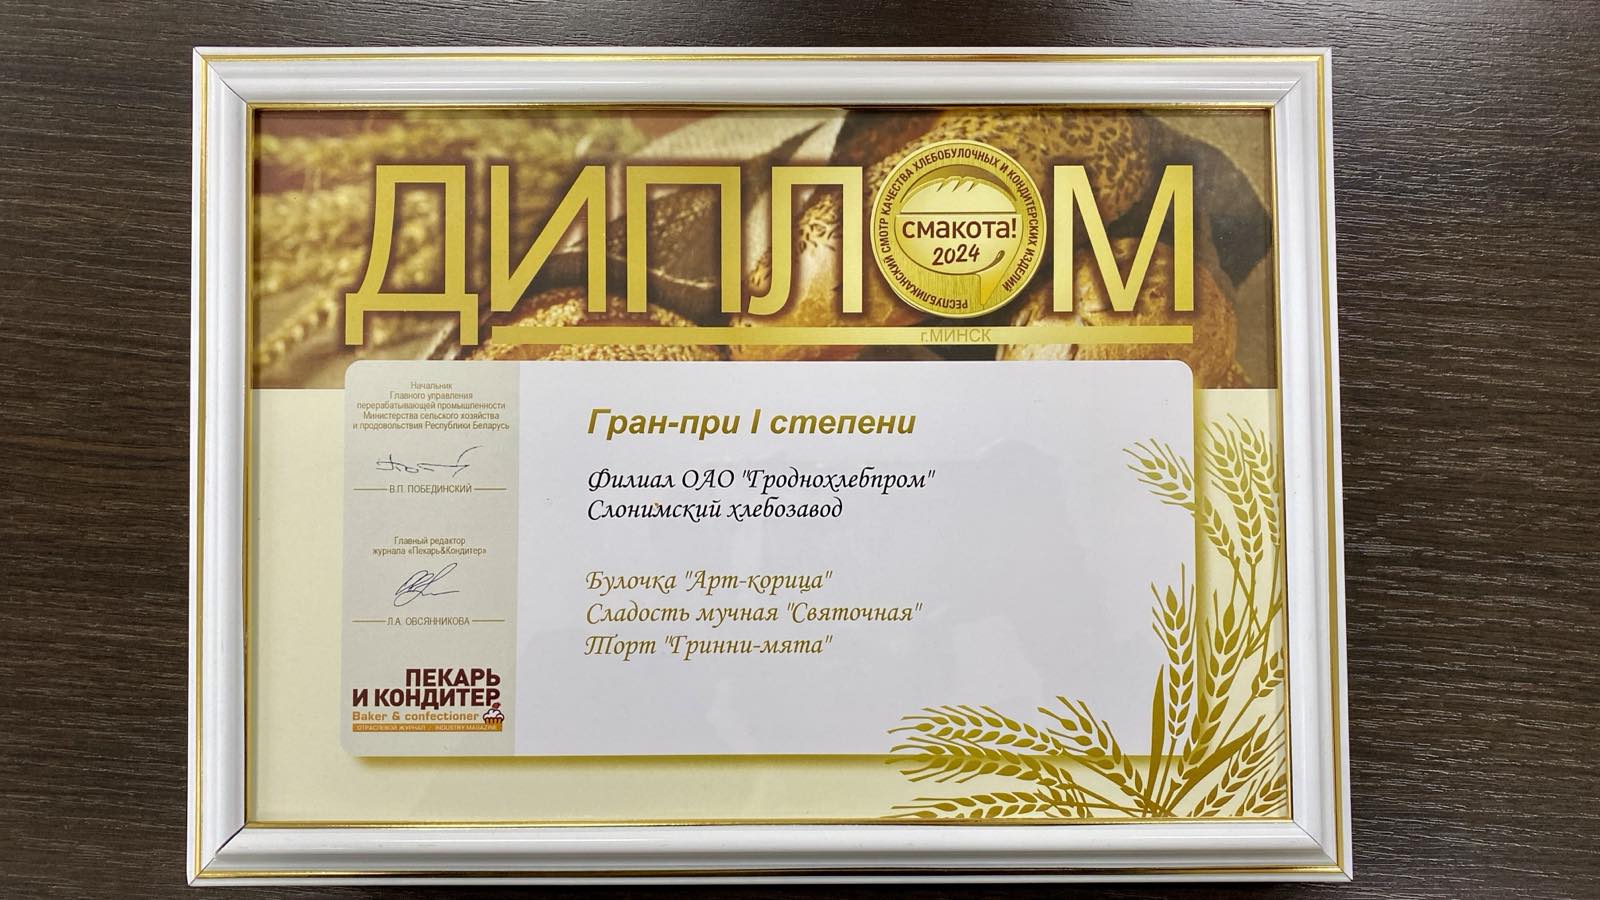 ДИПЛОМ
РЕСПУБЛИКАНСКИЙ СМОТР КАЧЕСТВА ХЛЕБОБУЛОЧНЫХ И КОНДИТЕРСКИХ ИЗДЕЛИЙ
смакота!
2024
г.МИНСК
Начальник
Главного управления
перерабатывающей промышленности
Министерства сельского хозяйства
и продовольствия Республики Беларусь
В.П. ПОБЕДИНСКИЙ
Главный редактор
журнала «Пекарь&Кондитер»
Л.А. ОВСЯННИКОВА
ПЕКАРЬ
И КОНДИТЕР
Baker & confectioner
ОТРАСЛЕВОЙ ЖУРНАЛ / INDUSTRY MAGAZINE
Гран-при I степени
Филиал ОАО "Гроднохлебпром"
Слонимский хлебозавод
Булочка "Арт-корица"
Сладость мучная "Святочная"
Торт "Гринни-мята"